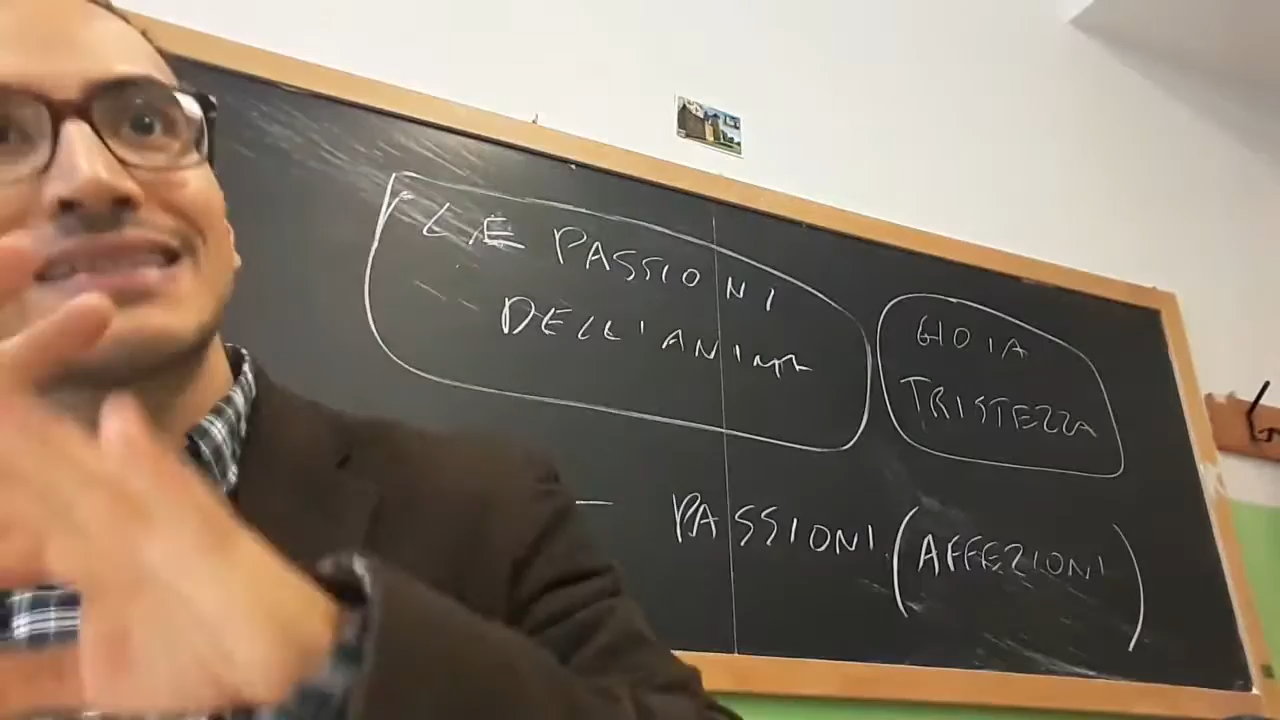 LE PASSIONI
DELL'ANIMA
GIOIA
TRISTEZZA
— PASSIONI (AFFEZIONI)